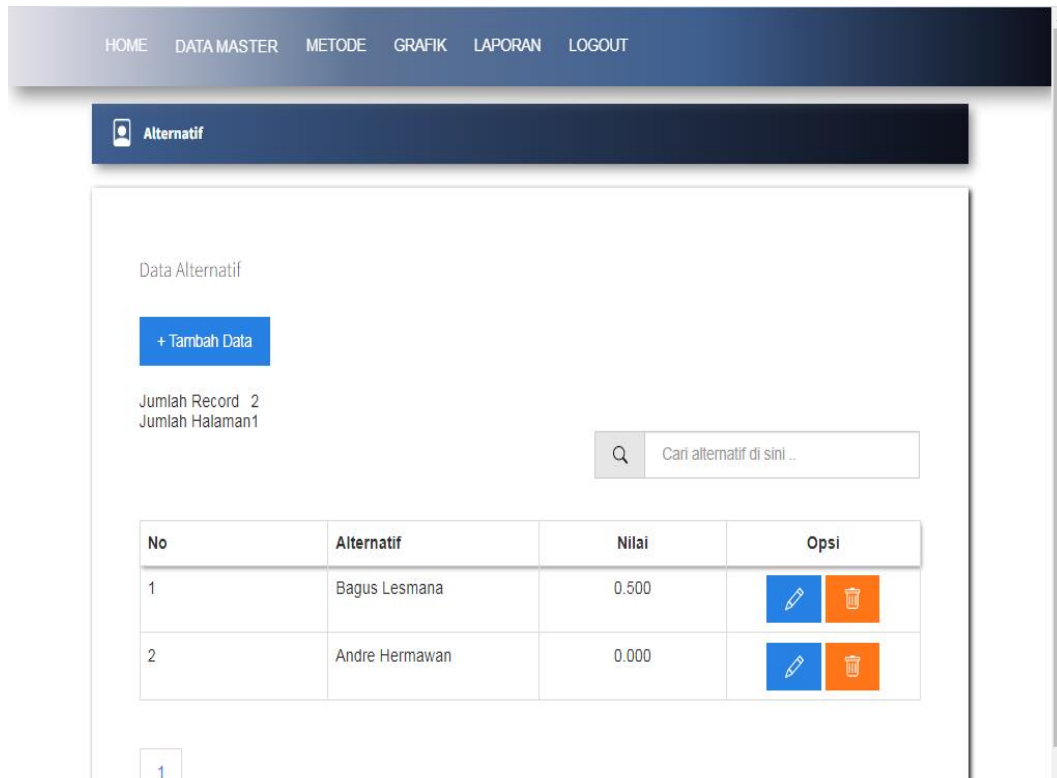 HOME DATA MASTER METODE GRAFIK LAPORAN LOGOUT
Alternatif
Data Alternatif
+ Tambah Data
Jumlah Record 2
Jumlah Halaman1
Cari alternatif di sini ..
No Alternatif Nilai Opsi
1 Bagus Lesmana 0.500
2 Andre Hermawan 0.000
1